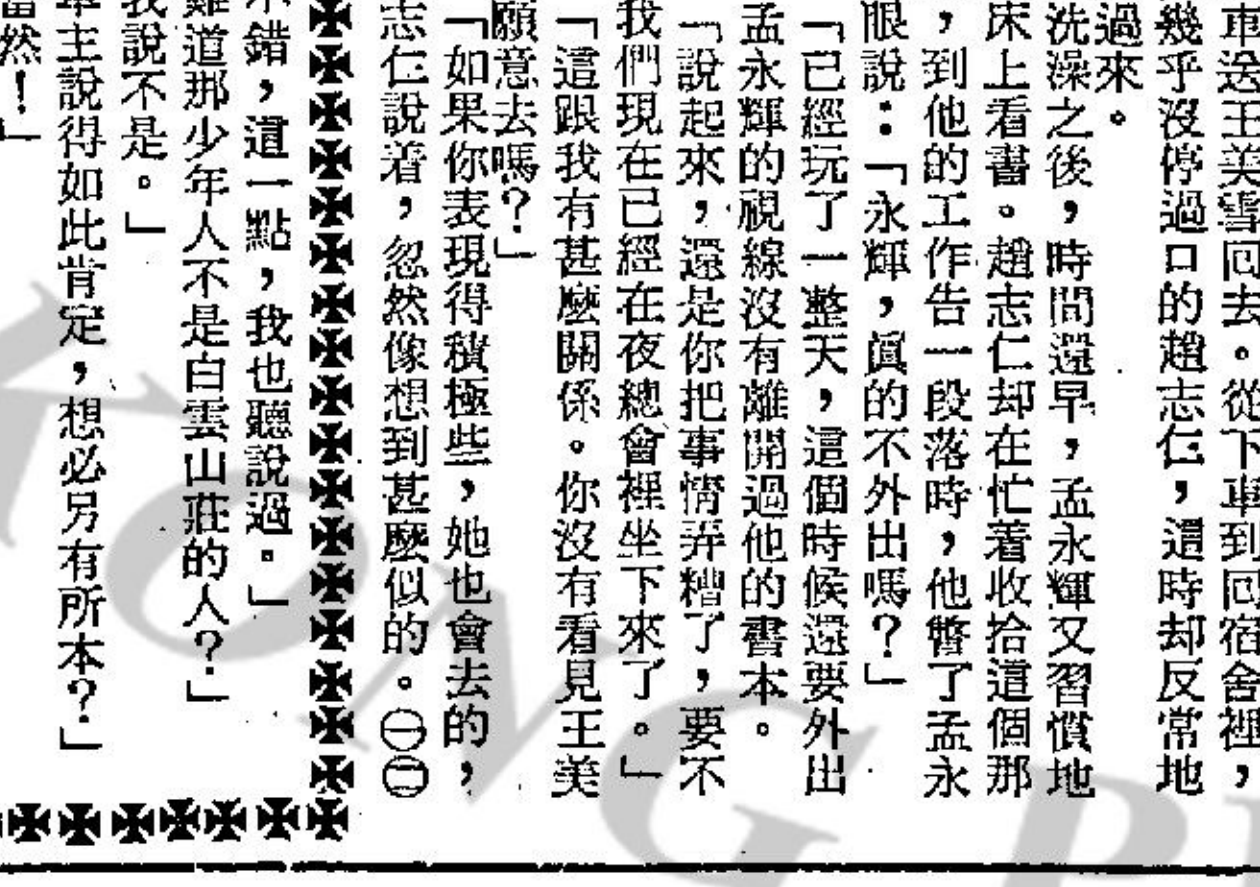 車送王美雪囘去。從下車到囘宿舍裡，
幾乎沒停過口的趙志仁，這時却反常地
過來。
洗澡之後，時間還早，孟永輝又習慣地
床上看書。趙志仁却在忙着收拾這個那
，到他的工作告一段落時，他瞥了孟永
眼說：「永輝，眞的不外出嗎？」
「已經玩了一整天，這個時候還要外出
孟永輝的視線沒有離開過他的書本。
「說起來，還是你把事情弄糟了，要不
我們現在已經在夜總會裡坐下來了。」
「這跟我有甚麼關係。你沒有看見王美
願意去嗎？」
「如果你表現得積極些，她也會去的，
志仁說着，忽然像想到甚麼似的。㊀㊁
不錯，這一點，我也聽說過。」
難道那少年人不是白雲山莊的人？」
我說不是。」
車主說得如此肯定，想必另有所本？」
當然！」
KONG P